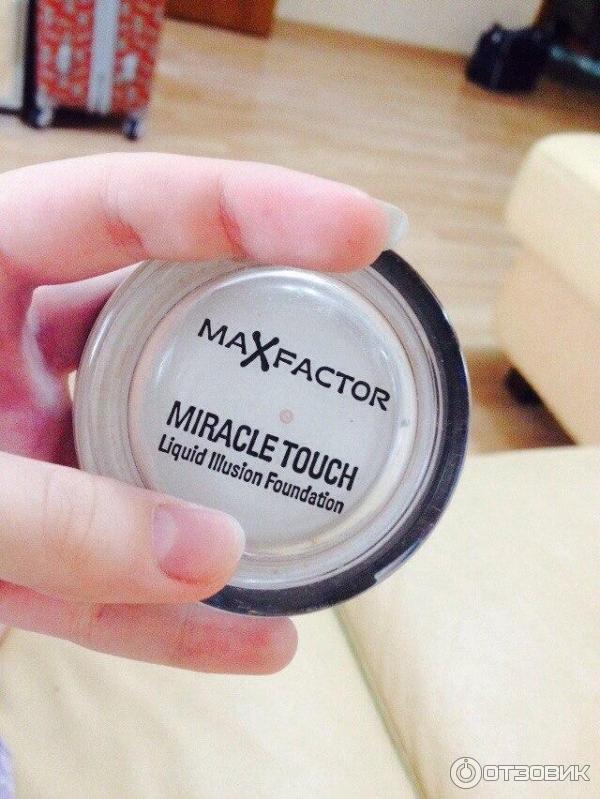 MAXFACTOR
MIRACLE TOUCH
Liquid Illusion Foundation
ОТЗОВИК